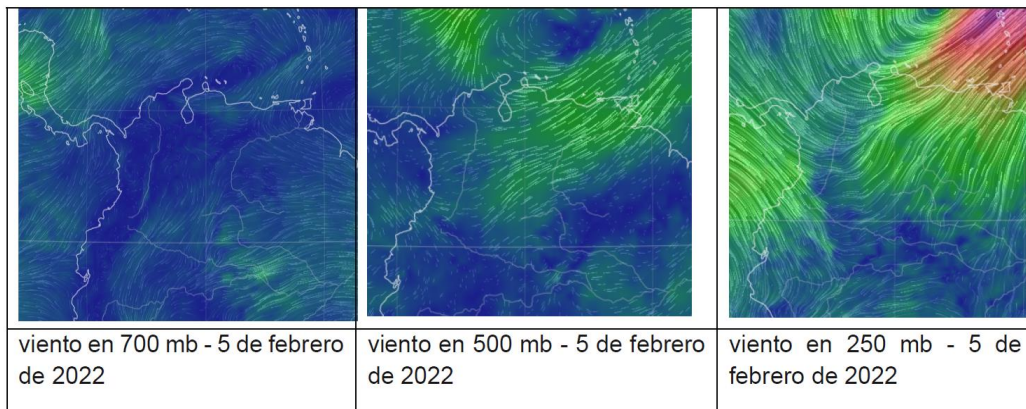 viento en 700 mb - 5 de febrero
de 2022
viento en 500 mb - 5 de febrero
de 2022
viento en 250 mb - 5 de
febrero de 2022